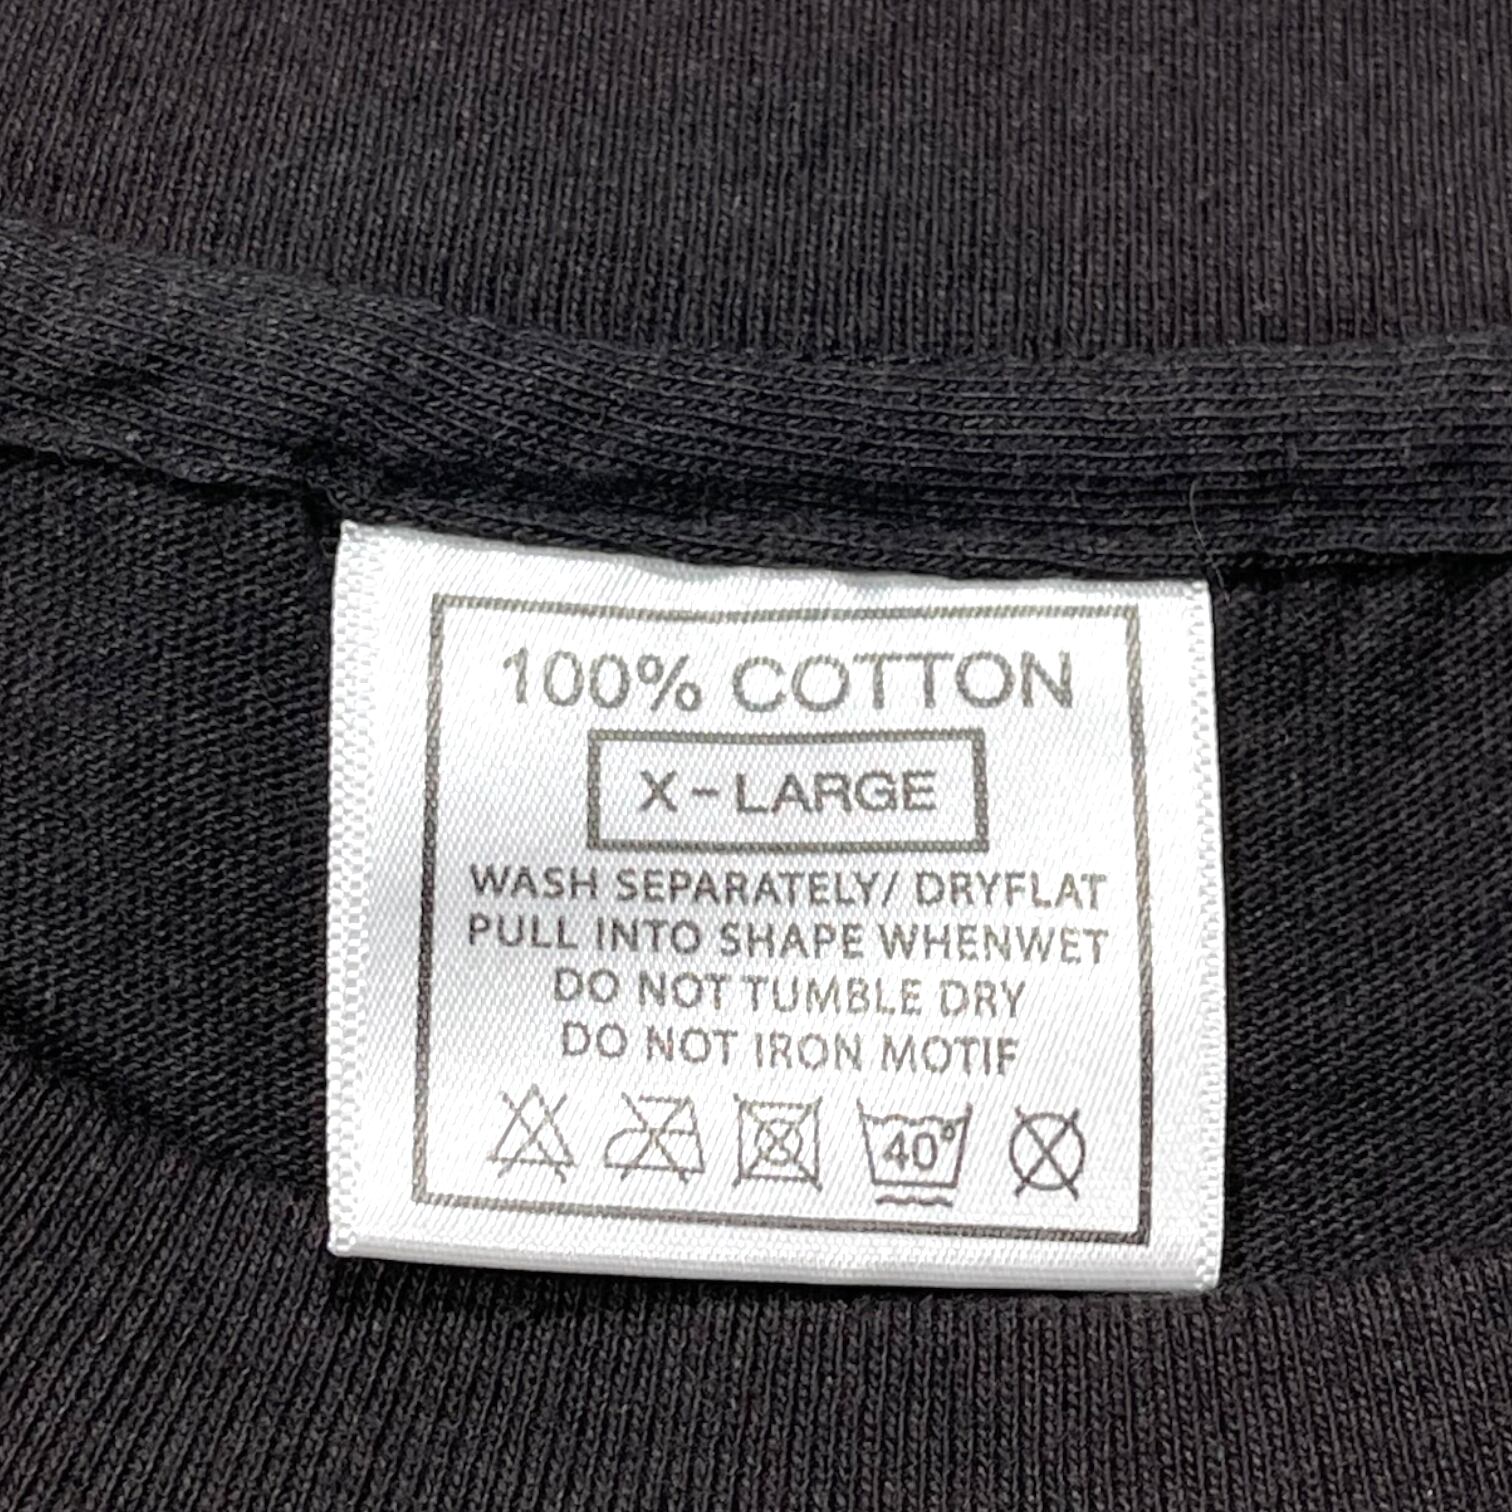 100% COTTON
X-LARGE
WASH SEPARATELY/ DRYFLAT
PULL INTO SHAPE WHENWET
DO NOT TUMBLE DRY
DO NOT IRON MOTIF
40°